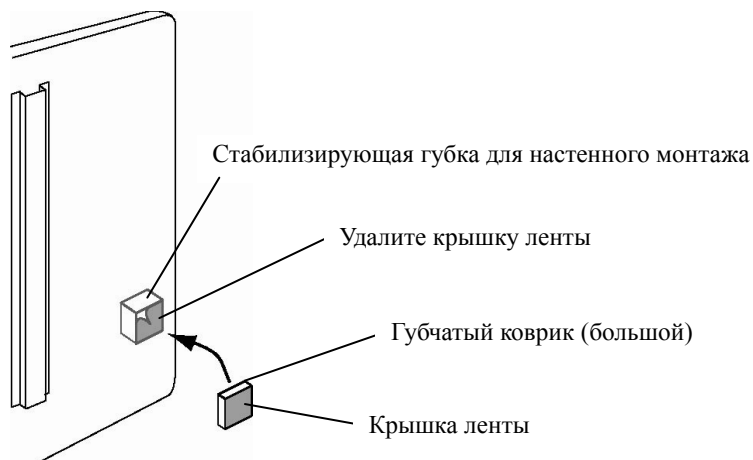 Стабилизирующая губка для настенного монтажа
Удалите крышку ленты
Губчатый коврик (большой)
Крышка ленты